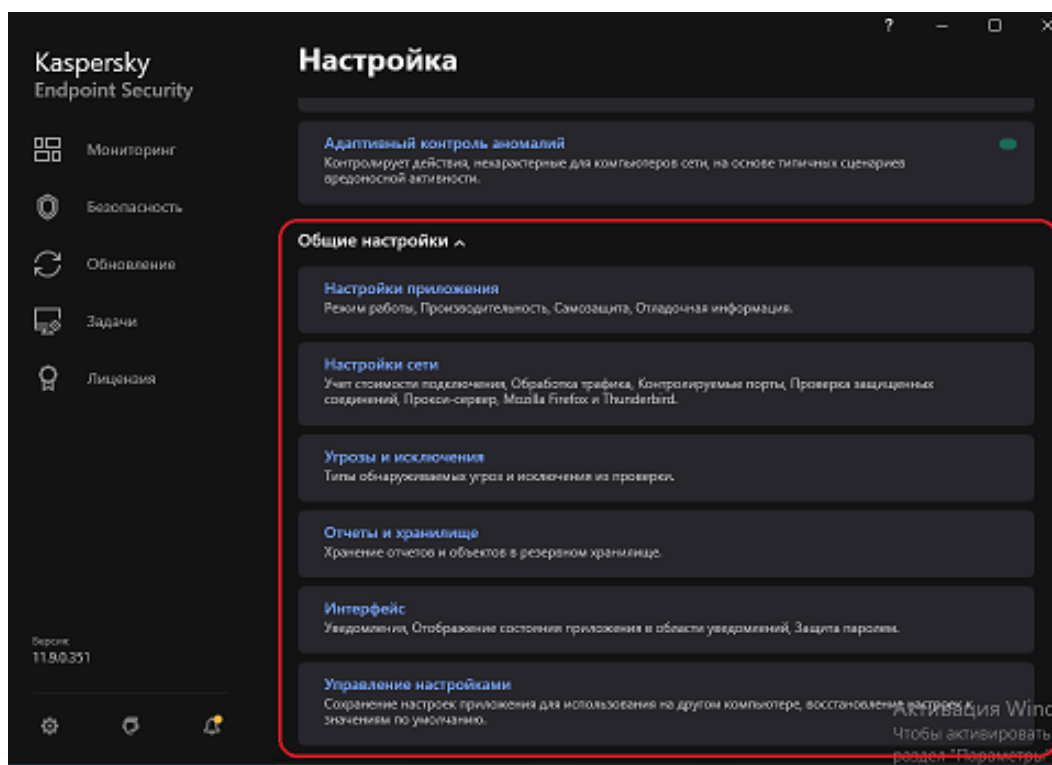 Kaspersky
Endpoint Security
Мониторинг
Безопасность
Обновление
Задачи
Лицензия
Версия:
11.9.0.351
?
Настройка
Адаптивный контроль аномалий
Контролирует действия, нехарактерные для компьютеров сети, на основе типичных сценариев
вредоносной активности.
Общие настройки
Настройки приложения
Режим работы, Производительность, Самозащита, Отладочная информация.
Настройки сети
Учет стоимости подключения, Обработка трафика, Контролируемые порты, Проверка защищенных
соединений, Прокси-сервер, Mozilla Firefox и Thunderbird.
Угрозы и исключения
Типы обнаруживаемых угроз и исключения из проверки.
Отчеты и хранилище
Хранение отчетов и объектов в резервном хранилище.
Интерфейс
Уведомления, Отображение состояния приложения в области уведомлений, Защита паролем.
Управление настройками
Сохранение настроек приложения для использования на другом компьютере, восстановление настроек к
значениям по умолчанию.
Активация Wind
Чтобы активировать
раздел "Параметры"